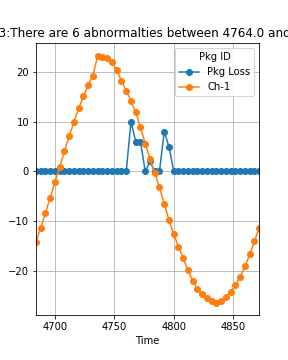 3:There are 6 abnormalties between 4764.0 and
Pkg ID
Pkg Loss
Ch-1
20
10
0
−10
−20
4700 4750 4800 4850
Time